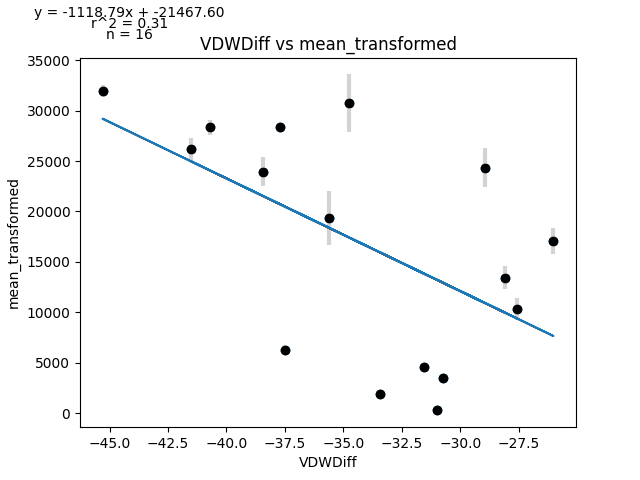 y = -1118.79x + -21467.60
r^2 = 0.31
n = 16
VDWDiff vs mean_transformed
35000
30000
25000
20000
15000
10000
5000
0
mean_transformed
−45.0 −42.5 −40.0 −37.5 −35.0 −32.5 −30.0 −27.5
VDWDiff